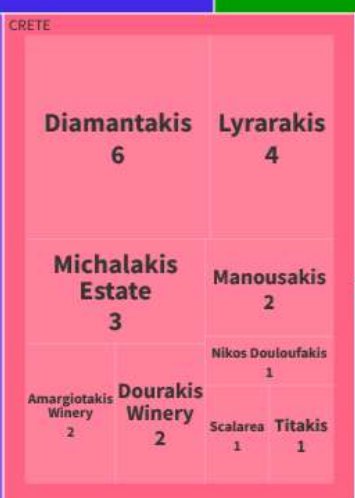 CRETE
Diamantakis
6
Lyrarakis
4
Michalakis
Estate
3
Manousakis
2
Nikos Douloufakis
1
Amargiotakis
Winery
2
Dourakis
Winery
2
Scalarea
1
Titakis
1